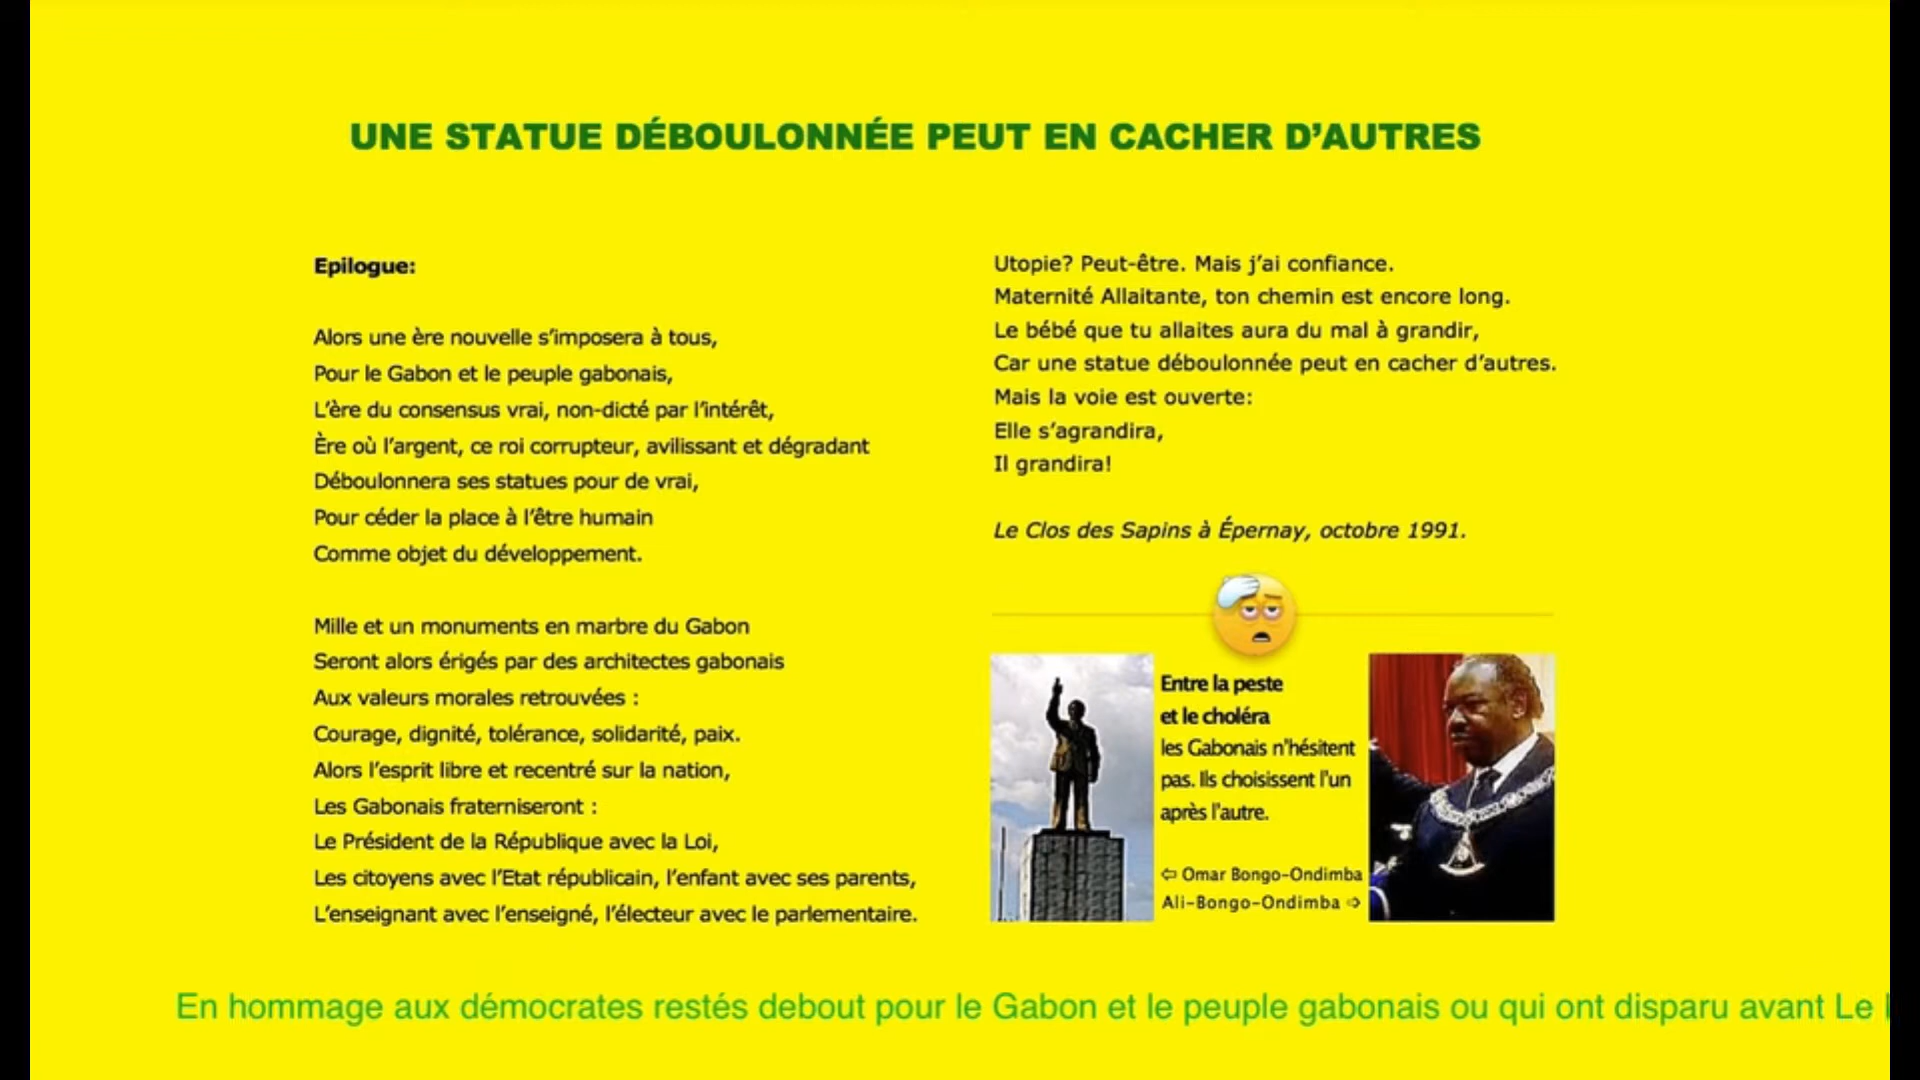 UNE STATUE DÉBOULONNÉE PEUT EN CACHER D’AUTRES
Epilogue:
Alors une ère nouvelle s’imposera à tous,
Pour le Gabon et le peuple gabonais,
L’ère du consensus vrai, non-dicté par l’intérêt,
Ère où l’argent, ce roi corrupteur, avilissant et dégradant
Déboulonnera ses statues pour de vrai,
Pour céder la place à l’être humain
Comme objet du développement.
Mille et un monuments en marbre du Gabon
Seront alors érigés par des architectes gabonais
Aux valeurs morales retrouvées :
Courage, dignité, tolérance, solidarité, paix.
Alors l’esprit libre et recentré sur la nation,
Les Gabonais fraterniseront :
Le Président de la République avec la Loi,
Les citoyens avec l’Etat républicain, l’enfant avec ses parents,
L’enseignant avec l’enseigné, l’électeur avec le parlementaire.
Utopie? Peut-être. Mais j’ai confiance.
Maternité Allaitante, ton chemin est encore long.
Le bébé que tu allaites aura du mal à grandir,
Car une statue déboulonnée peut en cacher d’autres.
Mais la voie est ouverte:
Elle s’agrandira,
Il grandira!
Le Clos des Sapins à Épernay, octobre 1991.
Entre la peste
et le choléra
les Gabonais n’hésitent
pas. Ils choisissent l’un
après l’autre.
⇦ Omar Bongo-Ondimba
Ali-Bongo-Ondimba ⇨
En hommage aux démocrates restés debout pour le Gabon et le peuple gabonais ou qui ont disparu avant Le